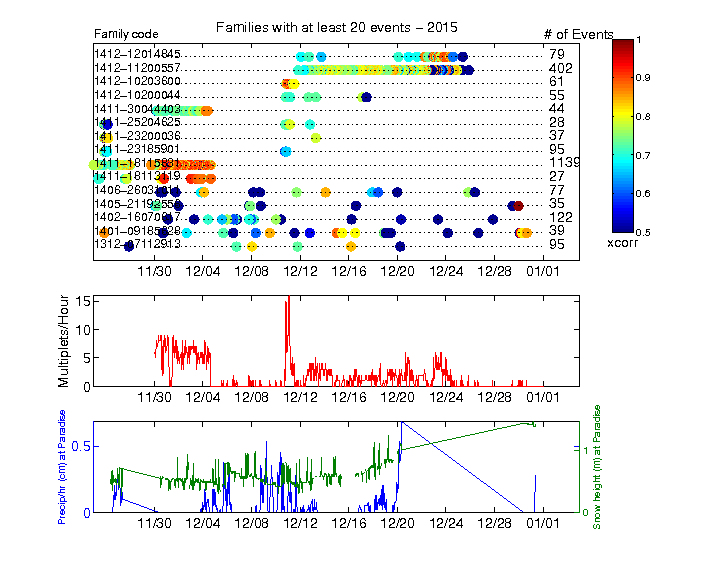 Families with at least 20 events – 2015
Family code
# of Events
1412–12014845 79
1412–11200557 402
1412–10203600 61
1412–10200044 55
1411–30044403 44
1411–25204625 28
1411–23200036 37
1411–23185901 95
1139
27
77
35
122
39
1312–07112913 95
11/30 12/04 12/08 12/12 12/16 12/20 12/24 12/28 01/01
1
0.9
0.8
0.7
0.6
0.5
xcorr
Multiplets/Hour
15
10
5
0
11/30 12/04 12/08 12/12 12/16 12/20 12/24 12/28 01/01
Precip/hr (cm) at Paradise
0.5
0
1
0
Snow height (m) at Paradise
11/30 12/04 12/08 12/12 12/16 12/20 12/24 12/28 01/01